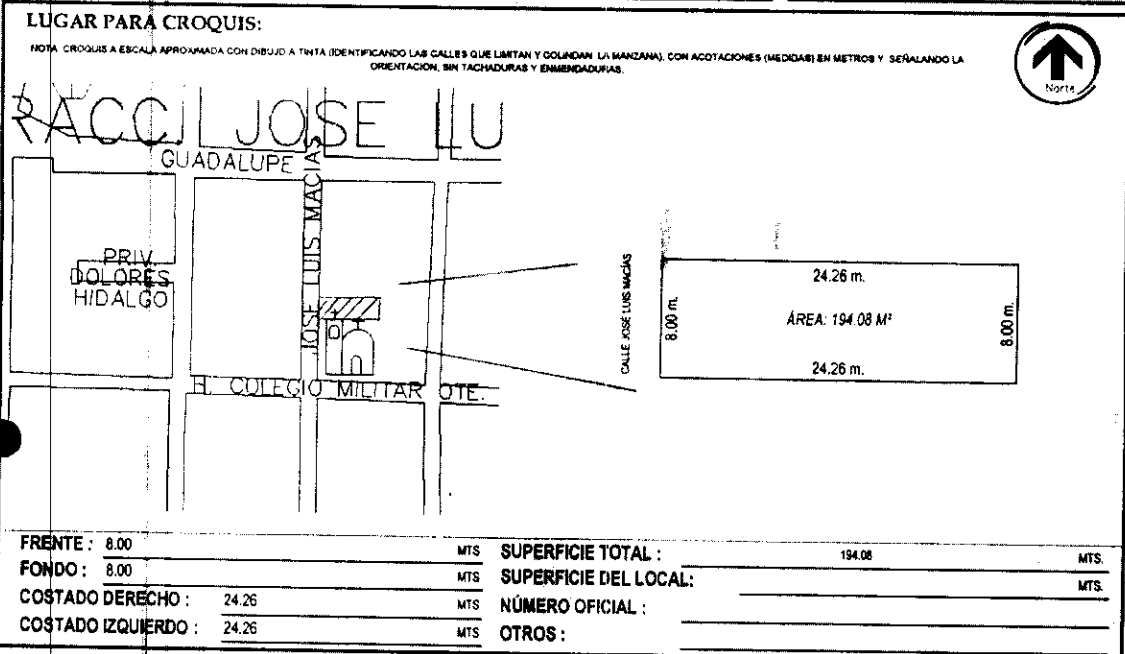 LUGAR PARA CROQUIS:
NOTA CROQUIS A ESCALA APROXIMADA CON DIBUJO A TINTA (IDENTIFICANDO LAS CALLES QUE LIMITAN Y COLINDAN LA MANZANA), CON ACOTACIONES (MEDIDAS) EN METROS Y SEÑALANDO LA
ORIENTACIÓN, SIN TACHADURAS Y ENMENDADURAS.
Norte
RACC. JOSE LU
GUADALUPE
JOSE LUIS MACIAS
PRIV.
DOLORES
HIDALGO
H. COLEGIO MILITAR OTE.
CALLE JOSÉ LUIS MACÍAS
24.26 m.
8.00 m.
ÁREA: 194.08 M²
8.00 m.
24.26 m.
FRENTE : 8.00 MTS
FONDO : 8.00 MTS
COSTADO DERECHO : 24.26 MTS
COSTADO IZQUIERDO : 24.26 MTS
SUPERFICIE TOTAL : 194.08 MTS.
SUPERFICIE DEL LOCAL: MTS.
NÚMERO OFICIAL :
OTROS :